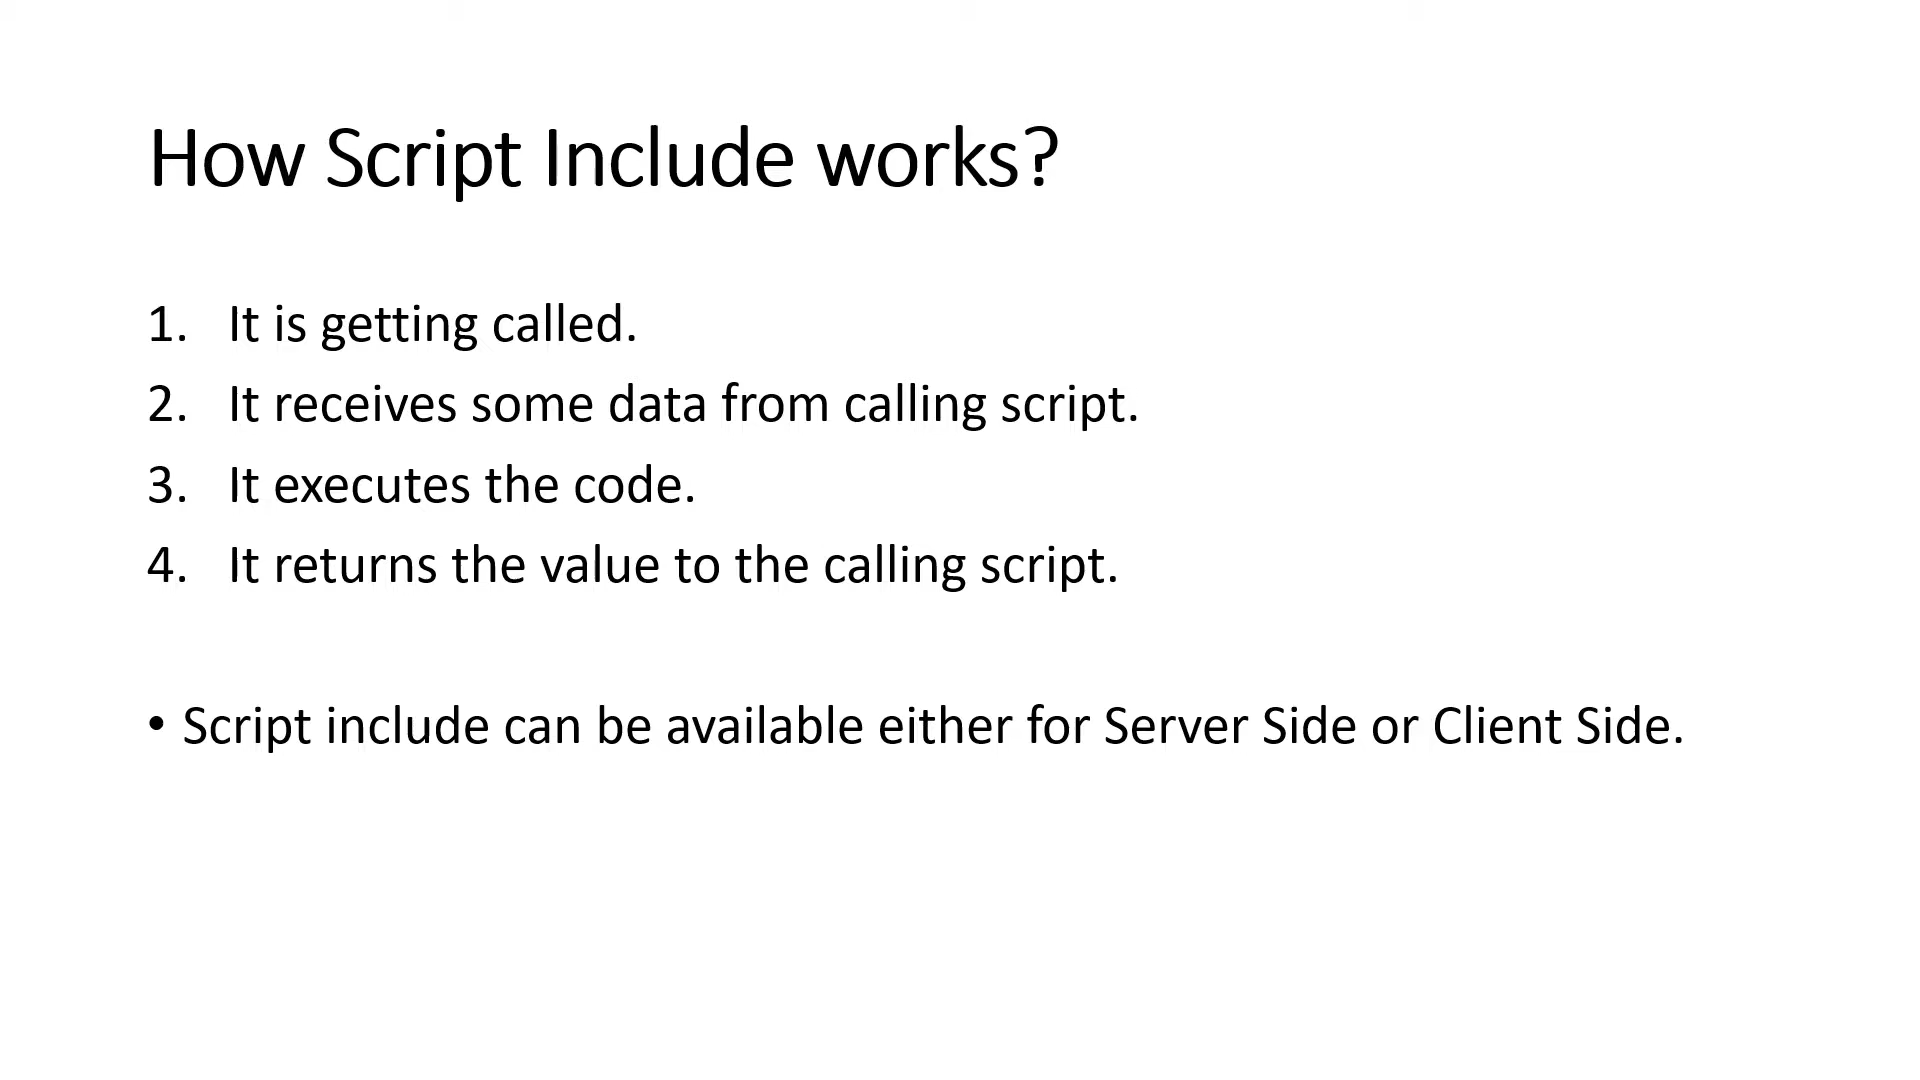 How Script Include works?
1. It is getting called.
2. It receives some data from calling script.
3. It executes the code.
4. It returns the value to the calling script.
• Script include can be available either for Server Side or Client Side.